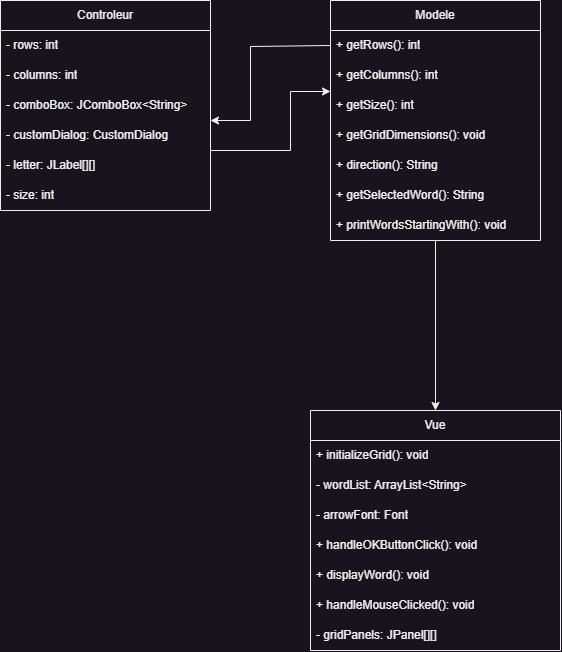 Controleur
- rows: int
- columns: int
- comboBox: JComboBox<String>
- customDialog: CustomDialog
- letter: JLabel[][]
- size: int
Modele
+ getRows(): int
+ getColumns(): int
+ getSize(): int
+ getGridDimensions(): void
+ direction(): String
+ getSelectedWord(): String
+ printWordsStartingWith(): void
Vue
+ initializeGrid(): void
- wordList: ArrayList<String>
- arrowFont: Font
+ handleOKButtonClick(): void
+ displayWord(): void
+ handleMouseClicked(): void
- gridPanels: JPanel[][]